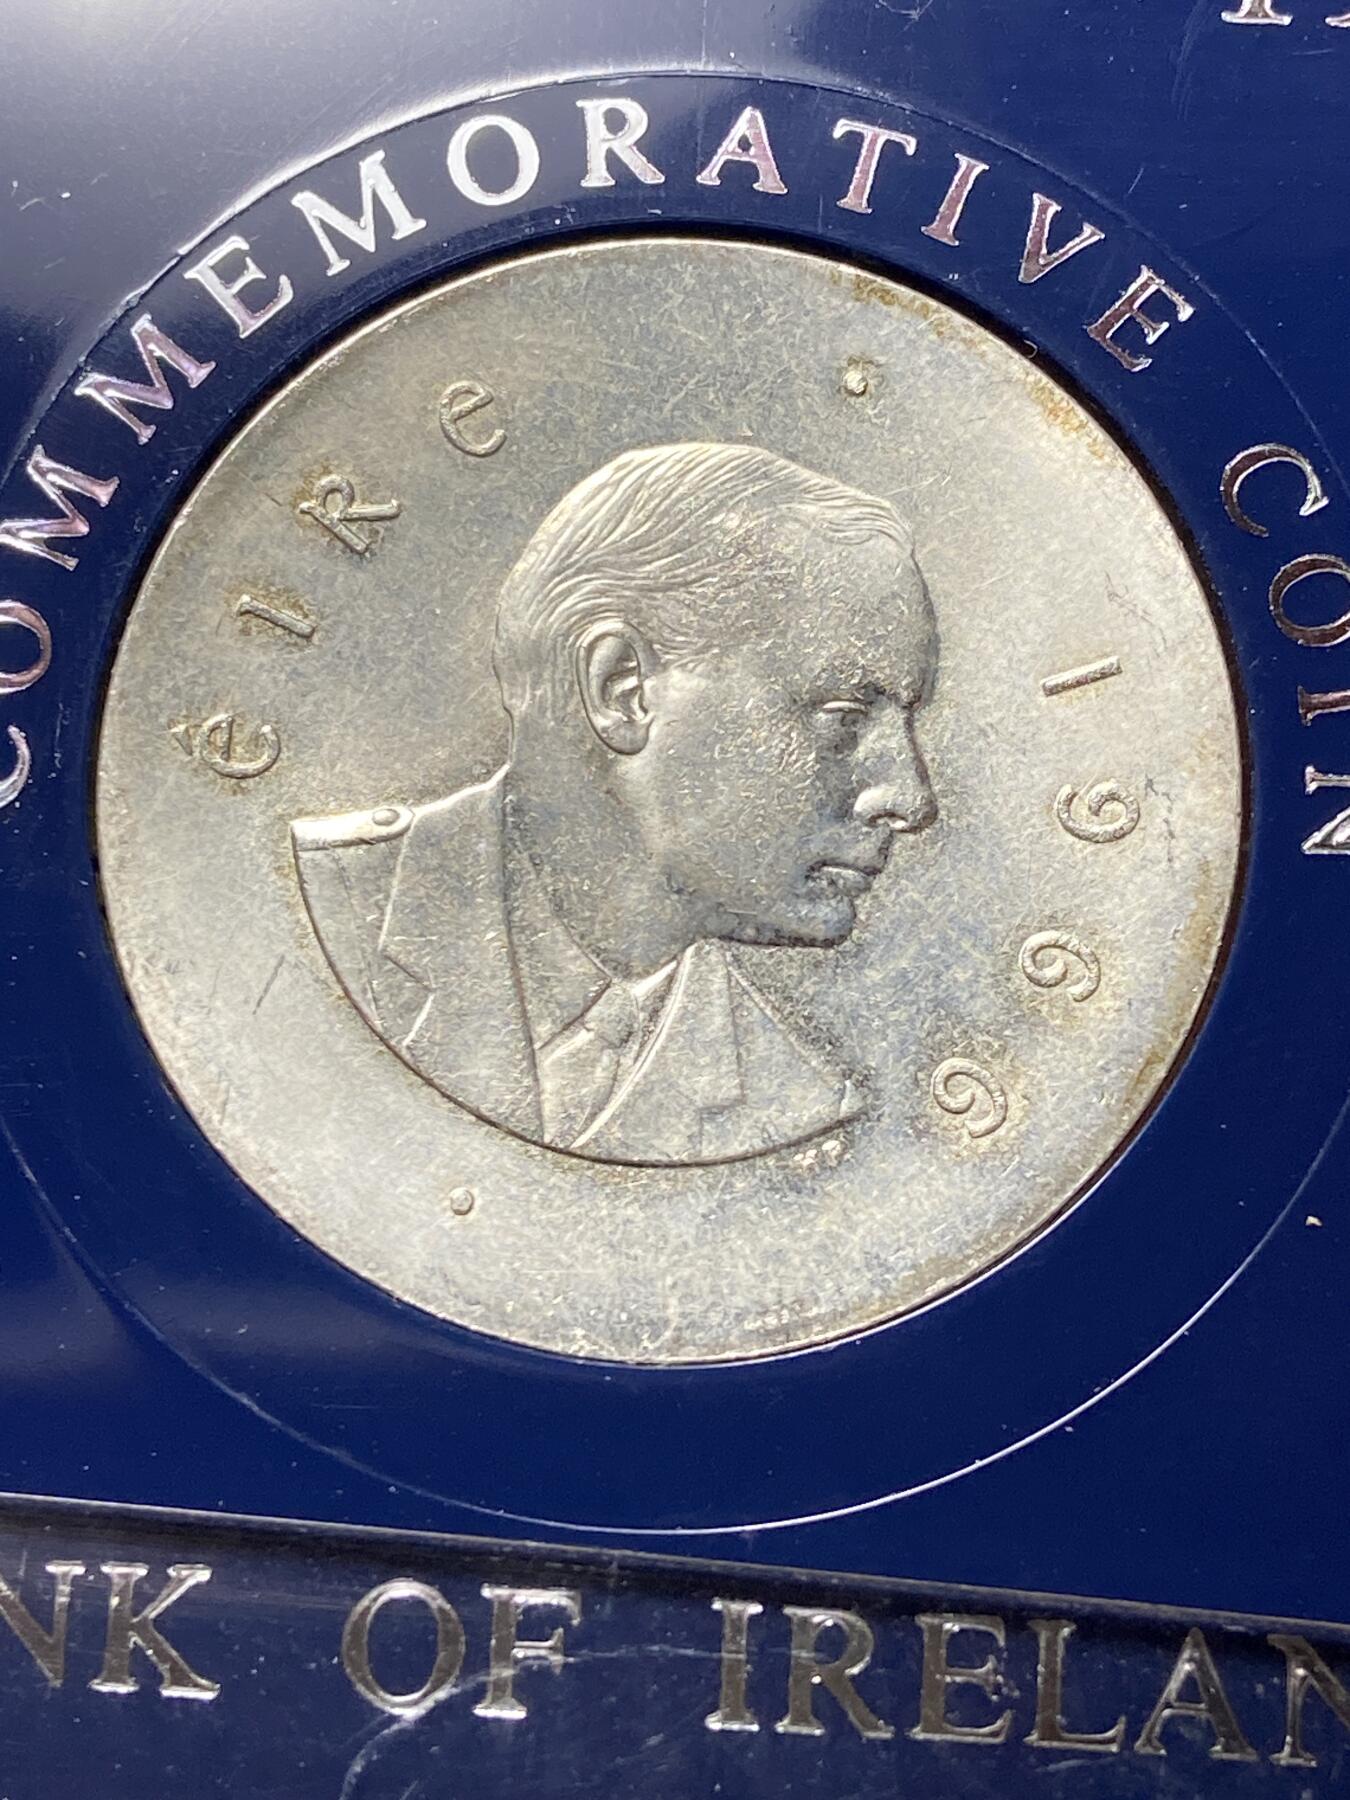 COMMEMORATIVE COIN
éIRe
1966
NK OF IRELAN